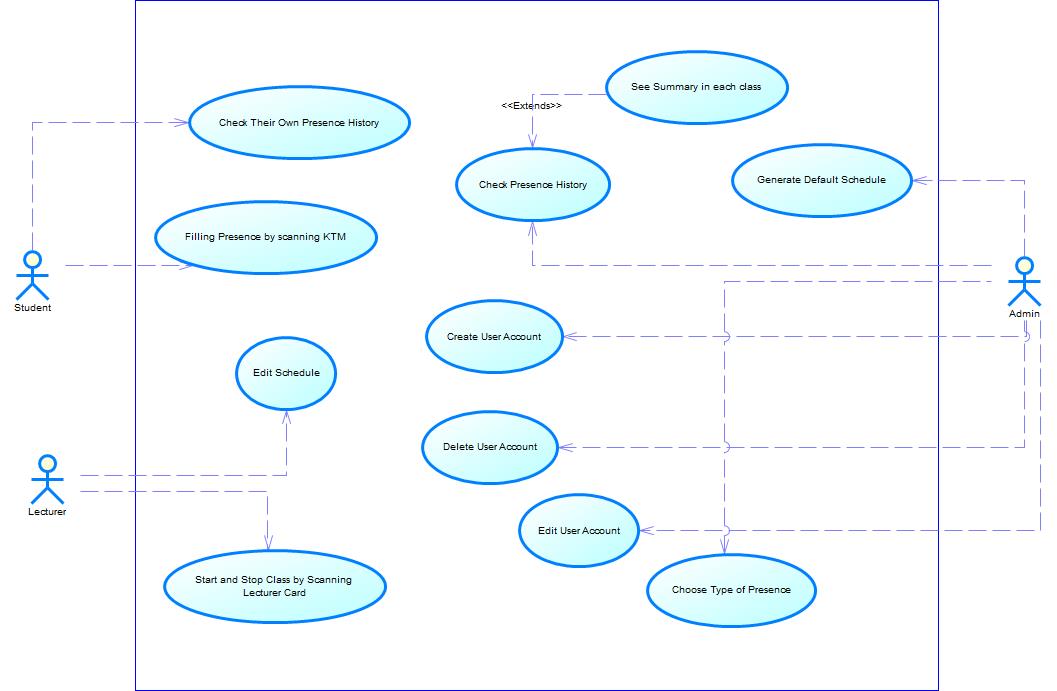 See Summary in each class
<<Extends>>
Check Their Own Presence History
Check Presence History
Generate Default Schedule
Filling Presence by scanning KTM
Student
Admin
Create User Account
Edit Schedule
Delete User Account
Lecturer
Edit User Account
Start and Stop Class by Scanning
Lecturer Card
Choose Type of Presence